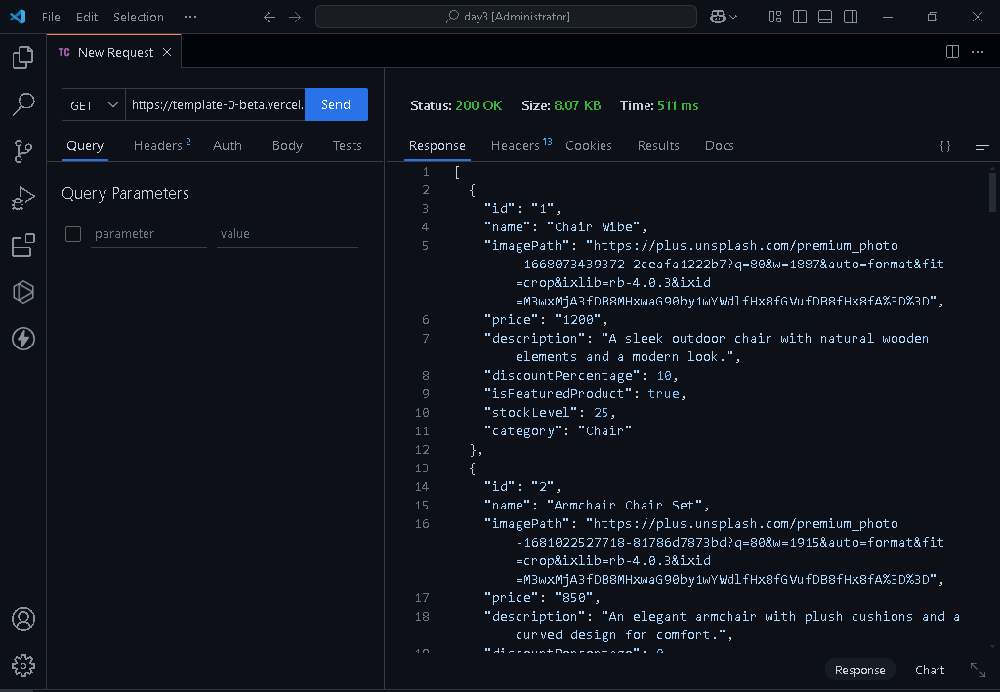 File Edit Selection ···
day3 [Administrator]
TC New Request
GET https://template-0-beta.vercel. Send
Query Headers 2 Auth Body Tests
Query Parameters
parameter value
Status: 200 OK Size: 8.07 KB Time: 511 ms
Response Headers 13 Cookies Results Docs {}
1 [
2 {
3 "id": "1",
4 "name": "Chair Wibe",
5 "imagePath": "https://plus.unsplash.com/premium_photo
-1668073439372-2ceafa1222b7?q=80&w=1887&auto=format&fit
=crop&ixlib=rb-4.0.3&ixid
=M3wxMjA3fDB8MHxwaG90by1wYWdlfHx8fGVufDB8fHx8fA%3D%3D",
6 "price": "1200",
7 "description": "A sleek outdoor chair with natural wooden
elements and a modern look.",
8 "discountPercentage": 10,
9 "isFeaturedProduct": true,
10 "stockLevel": 25,
11 "category": "Chair"
12 },
13 {
14 "id": "2",
15 "name": "Armchair Chair Set",
16 "imagePath": "https://plus.unsplash.com/premium_photo
-1681022527718-81786d7873bd?q=80&w=1915&auto=format&fit
=crop&ixlib=rb-4.0.3&ixid
=M3wxMjA3fDB8MHxwaG90by1wYWdlfHx8fGVufDB8fHx8fA%3D%3D",
17 "price": "850",
18 "description": "An elegant armchair with plush cushions and a
curved design for comfort.",
19 "discountPercentage": 0
Response Chart